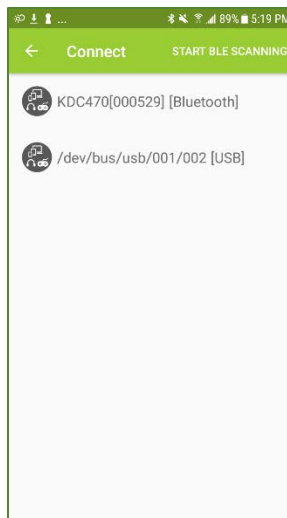 ... 89% 5:19 PM
Connect START BLE SCANNING
KDC470[000529] [Bluetooth]
/dev/bus/usb/001/002 [USB]